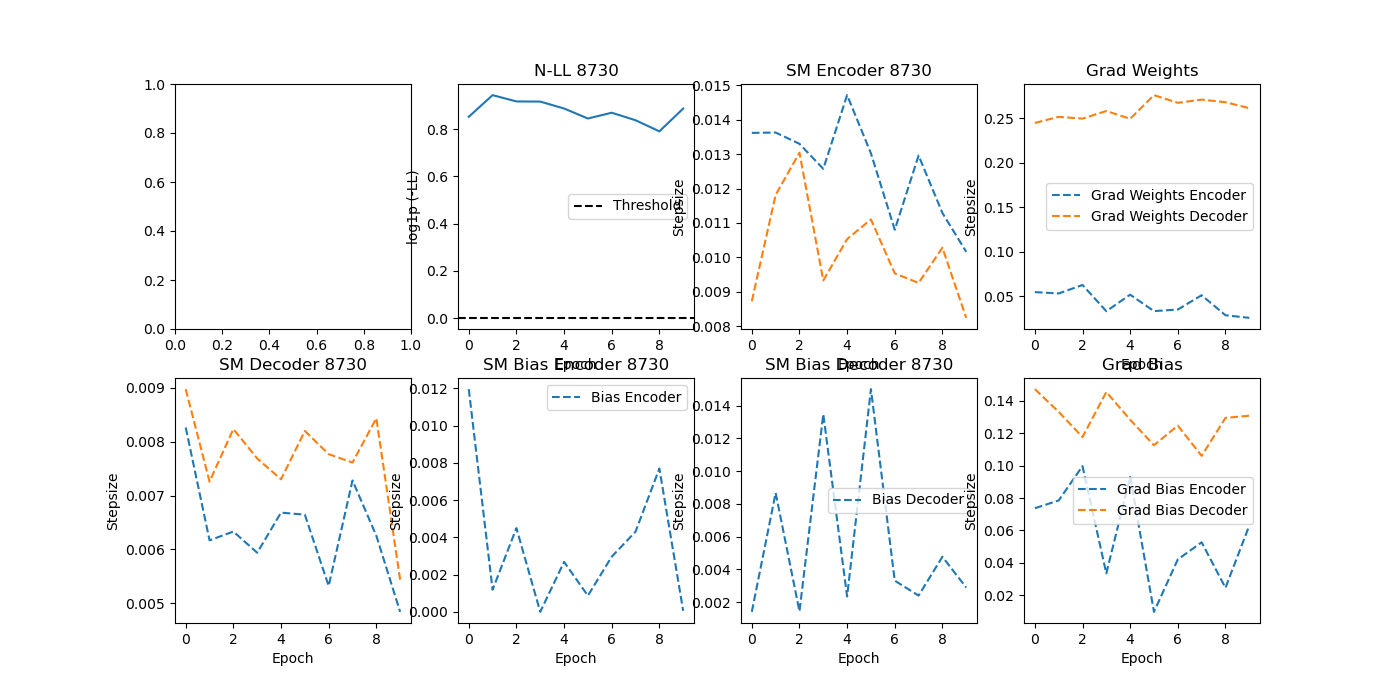 N-LL 8730
SM Encoder 8730
Grad Weights
1.0
0.8
0.6
0.4
0.2
0.0
0.0 0.2 0.4 0.6 0.8 1.0
log1p (-LL)
0.8
0.6
0.4
0.2
0.0
Threshold
0 2 4 6 8
Epoch
Stepsize
0.015
0.014
0.013
0.012
0.011
0.010
0.009
0.008
0 2 4 6 8
Epoch
Stepsize
0.25
0.20
0.15
0.10
0.05
Grad Weights Encoder
Grad Weights Decoder
0 2 4 6 8
Epoch
SM Decoder 8730
Stepsize
0.009
0.008
0.007
0.006
0.005
0 2 4 6 8
Epoch
SM Bias Encoder 8730
Stepsize
0.012
0.010
0.008
0.006
0.004
0.002
0.000
Bias Encoder
0 2 4 6 8
Epoch
SM Bias Decoder 8730
Stepsize
0.014
0.012
0.010
0.008
0.006
0.004
0.002
Bias Decoder
0 2 4 6 8
Epoch
Grad Bias
Stepsize
0.14
0.12
0.10
0.08
0.06
0.04
0.02
Grad Bias Encoder
Grad Bias Decoder
0 2 4 6 8
Epoch